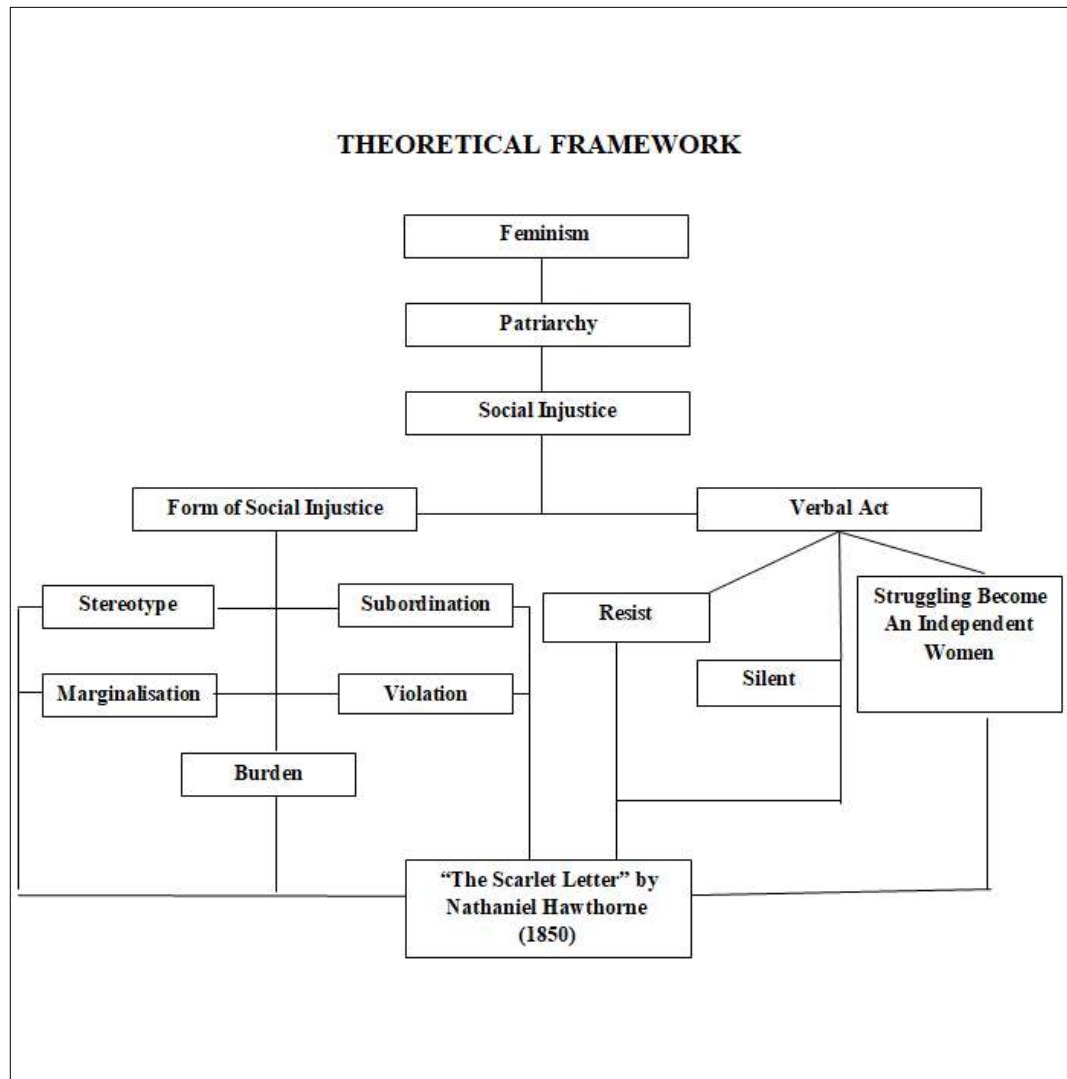 THEORETICAL FRAMEWORK
Feminism
Patriarchy
Social Injustice
Form of Social Injustice
Verbal Act
Stereotype
Subordination
Resist
Struggling Become
An Independent
Women
Marginalisation
Violation
Silent
Burden
“The Scarlet Letter” by
Nathaniel Hawthorne
(1850)